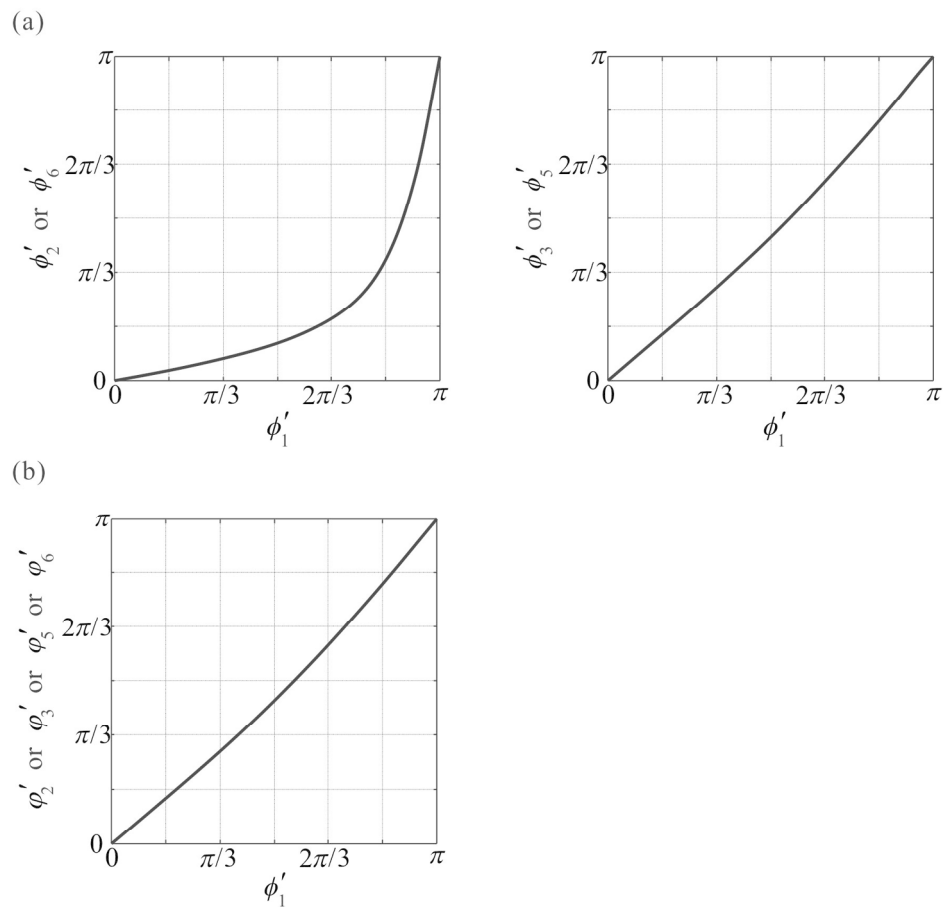 (a)
π
2π/3
π/3
0
ϕ′₂ or ϕ′₆
0 π/3 2π/3 π
ϕ′₁
π
2π/3
π/3
0
ϕ′₃ or ϕ′₅
0 π/3 2π/3 π
ϕ′₁
(b)
π
2π/3
π/3
0
φ′₂ or φ′₃ or φ′₅ or φ′₆
0 π/3 2π/3 π
ϕ′₁